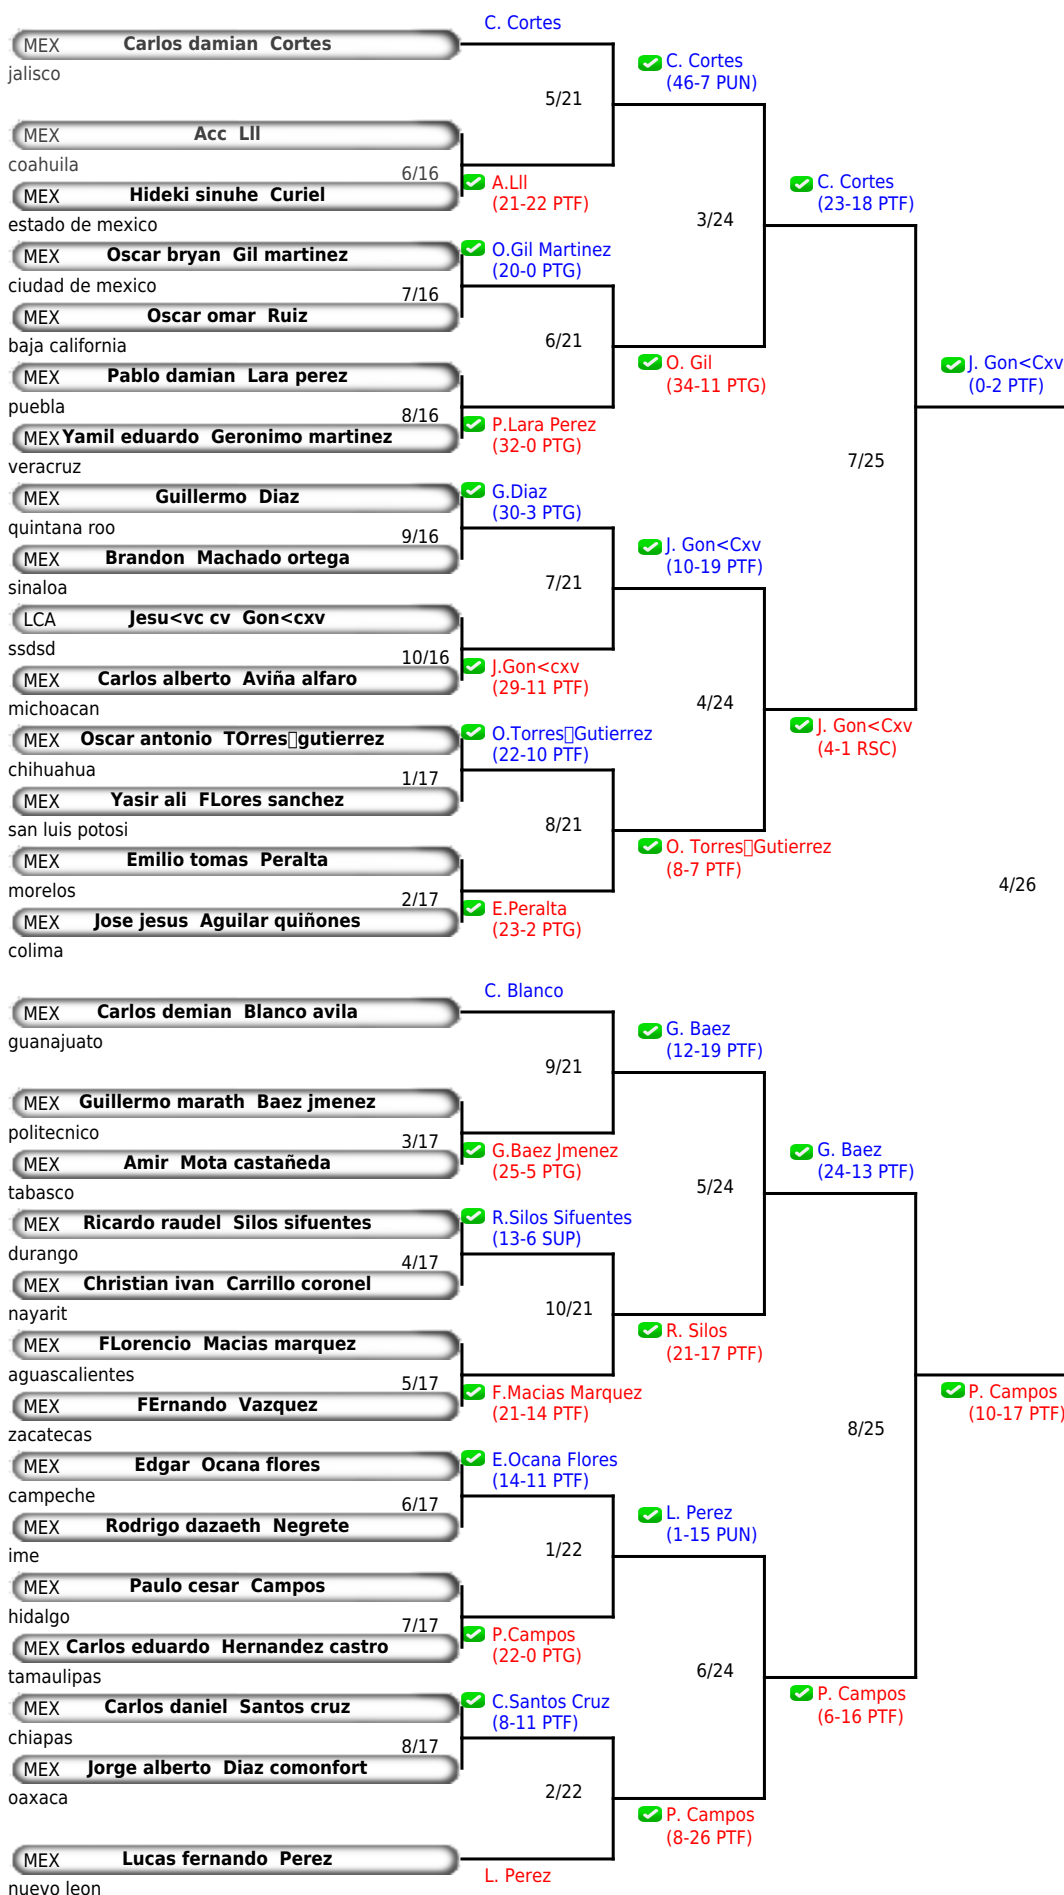 C. Cortes
MEX Carlos damian Cortes
jalisco
C. Cortes
(46-7 PUN)
5/21
MEX Acc Lll
coahuila
6/16
MEX Hideki sinuhe Curiel
estado de mexico
A.Lll
(21-22 PTF)
C. Cortes
(23-18 PTF)
3/24
MEX Oscar bryan Gil martinez
ciudad de mexico
O.Gil Martinez
(20-0 PTG)
7/16
MEX Oscar omar Ruiz
baja california
6/21
O. Gil
(34-11 PTG)
MEX Pablo damian Lara perez
puebla
8/16
MEX Yamil eduardo Geronimo martinez
veracruz
P.Lara Perez
(32-0 PTG)
J. Gon<Cxv
(0-2 PTF)
7/25
MEX Guillermo Diaz
quintana roo
G.Diaz
(30-3 PTG)
9/16
MEX Brandon Machado ortega
sinaloa
J. Gon<Cxv
(10-19 PTF)
7/21
LCA Jesu<vc cv Gon<cxv
ssdsd
10/16
MEX Carlos alberto Aviña alfaro
michoacan
J.Gon<cxv
(29-11 PTF)
4/24
J. Gon<Cxv
(4-1 RSC)
MEX Oscar antonio TOrres▯gutierrez
chihuahua
O.Torres▯Gutierrez
(22-10 PTF)
1/17
MEX Yasir ali FLores sanchez
san luis potosi
8/21
O. Torres▯Gutierrez
(8-7 PTF)
MEX Emilio tomas Peralta
morelos
2/17
MEX Jose jesus Aguilar quiñones
colima
E.Peralta
(23-2 PTG)
4/26
C. Blanco
MEX Carlos demian Blanco avila
guanajuato
G. Baez
(12-19 PTF)
9/21
MEX Guillermo marath Baez jmenez
politecnico
3/17
MEX Amir Mota castañeda
tabasco
G.Baez Jmenez
(25-5 PTG)
G. Baez
(24-13 PTF)
5/24
MEX Ricardo raudel Silos sifuentes
durango
R.Silos Sifuentes
(13-6 SUP)
4/17
MEX Christian ivan Carrillo coronel
nayarit
10/21
R. Silos
(21-17 PTF)
MEX FLorencio Macias marquez
aguascalientes
5/17
MEX FErnando Vazquez
zacatecas
F.Macias Marquez
(21-14 PTF)
P. Campos
(10-17 PTF)
8/25
MEX Edgar Ocana flores
campeche
E.Ocana Flores
(14-11 PTF)
6/17
MEX Rodrigo dazaeth Negrete
ime
L. Perez
(1-15 PUN)
1/22
MEX Paulo cesar Campos
hidalgo
7/17
MEX Carlos eduardo Hernandez castro
tamaulipas
P.Campos
(22-0 PTG)
6/24
P. Campos
(6-16 PTF)
MEX Carlos daniel Santos cruz
chiapas
C.Santos Cruz
(8-11 PTF)
8/17
MEX Jorge alberto Diaz comonfort
oaxaca
2/22
P. Campos
(8-26 PTF)
MEX Lucas fernando Perez
nuevo leon
L. Perez